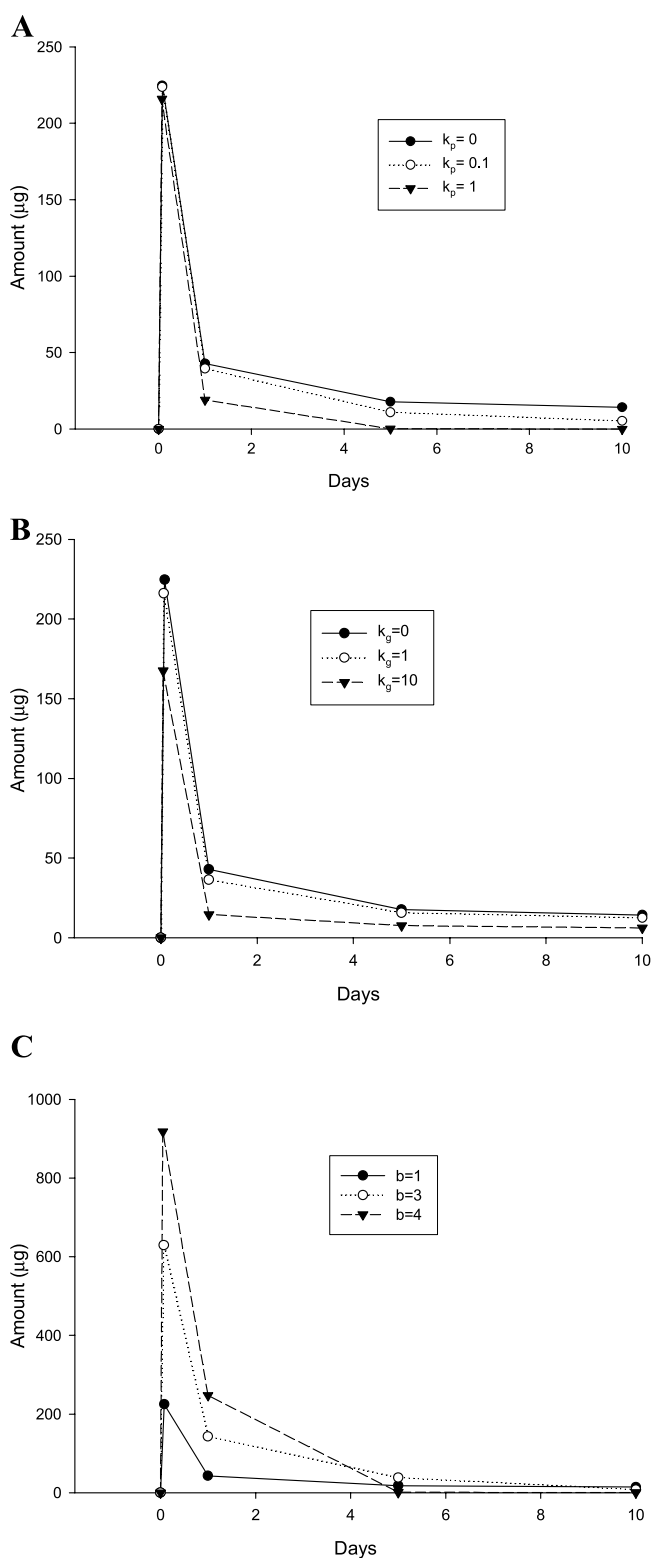 A
250
200
150
100
50
0
Amount (μg)
kp= 0
kp= 0.1
kp= 1
0 2 4 6 8 10
Days
B
250
200
150
100
50
0
Amount (μg)
kg=0
kg=1
kg=10
0 2 4 6 8 10
Days
C
1000
800
600
400
200
0
Amount (μg)
b=1
b=3
b=4
0 2 4 6 8 10
Days